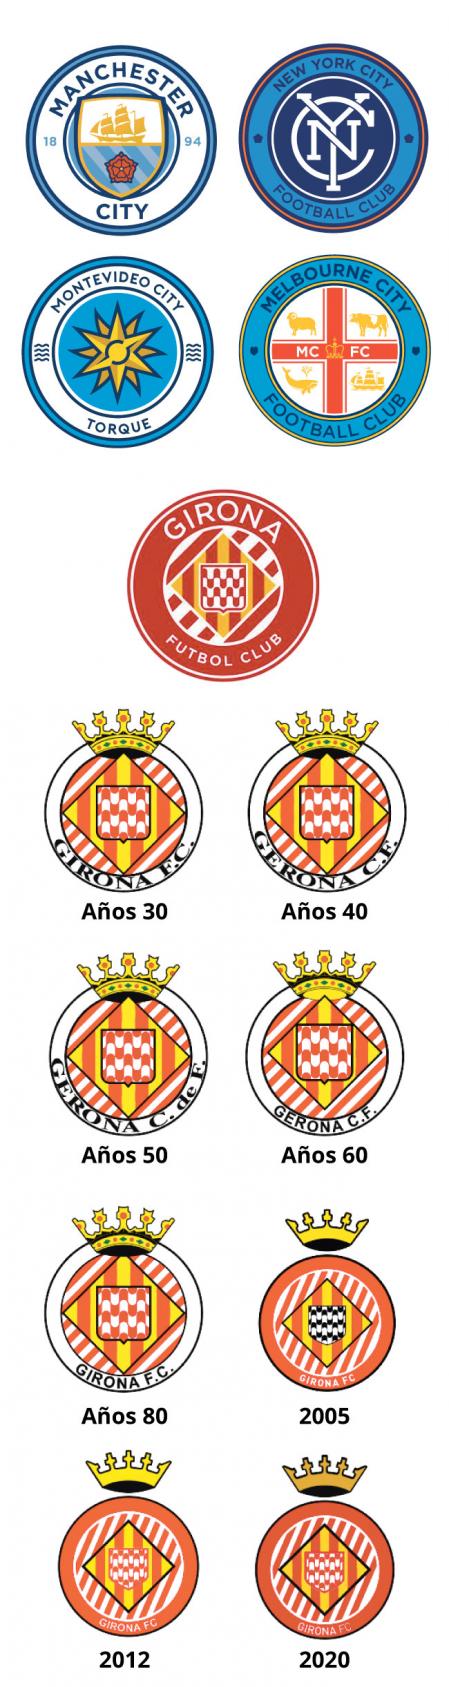 MANCHESTER
18 94
CITY
NEW YORK CITY
NYC
FOOTBALL CLUB
MONTEVIDEO CITY
TORQUE
MELBOURNE CITY
MC FC
FOOTBALL CLUB
GIRONA
FUTBOL CLUB
GIRONA F.C.
Años 30
GERONA C.F.
Años 40
GERONA C. de F.
Años 50
GERONA C.F.
Años 60
GIRONA F.C.
Años 80
GIRONA FC
2005
GIRONA FC
2012
GIRONA FC
2020